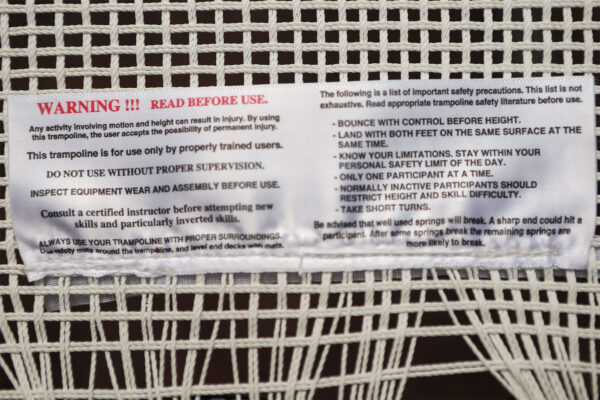 WARNING !!! READ BEFORE USE.
Any activity involving motion and height can result in injury. By using
this trampoline, the user accepts the possibility of permanent injury.
This trampoline is for use only by properly trained users.
DO NOT USE WITHOUT PROPER SUPERVISION.
INSPECT EQUIPMENT WEAR AND ASSEMBLY BEFORE USE.
Consult a certified instructor before attempting new
skills and particularly inverted skills.
ALWAYS USE YOUR TRAMPOLINE WITH PROPER SURROUNDINGS.
Use safety mats around the trampoline, and level end decks with mats.
The following is a list of important safety precautions. This list is not
exhaustive. Read appropriate trampoline safety literature before use.
- BOUNCE WITH CONTROL BEFORE HEIGHT.
- LAND WITH BOTH FEET ON THE SAME SURFACE AT THE
SAME TIME.
- KNOW YOUR LIMITATIONS. STAY WITHIN YOUR
PERSONAL SAFETY LIMIT OF THE DAY.
- ONLY ONE PARTICIPANT AT A TIME.
- NORMALLY INACTIVE PARTICIPANTS SHOULD
RESTRICT HEIGHT AND SKILL DIFFICULTY.
- TAKE SHORT TURNS.
Be advised that well used springs will break. A sharp end could hit a
participant. After some springs break the remaining springs are
more likely to break.